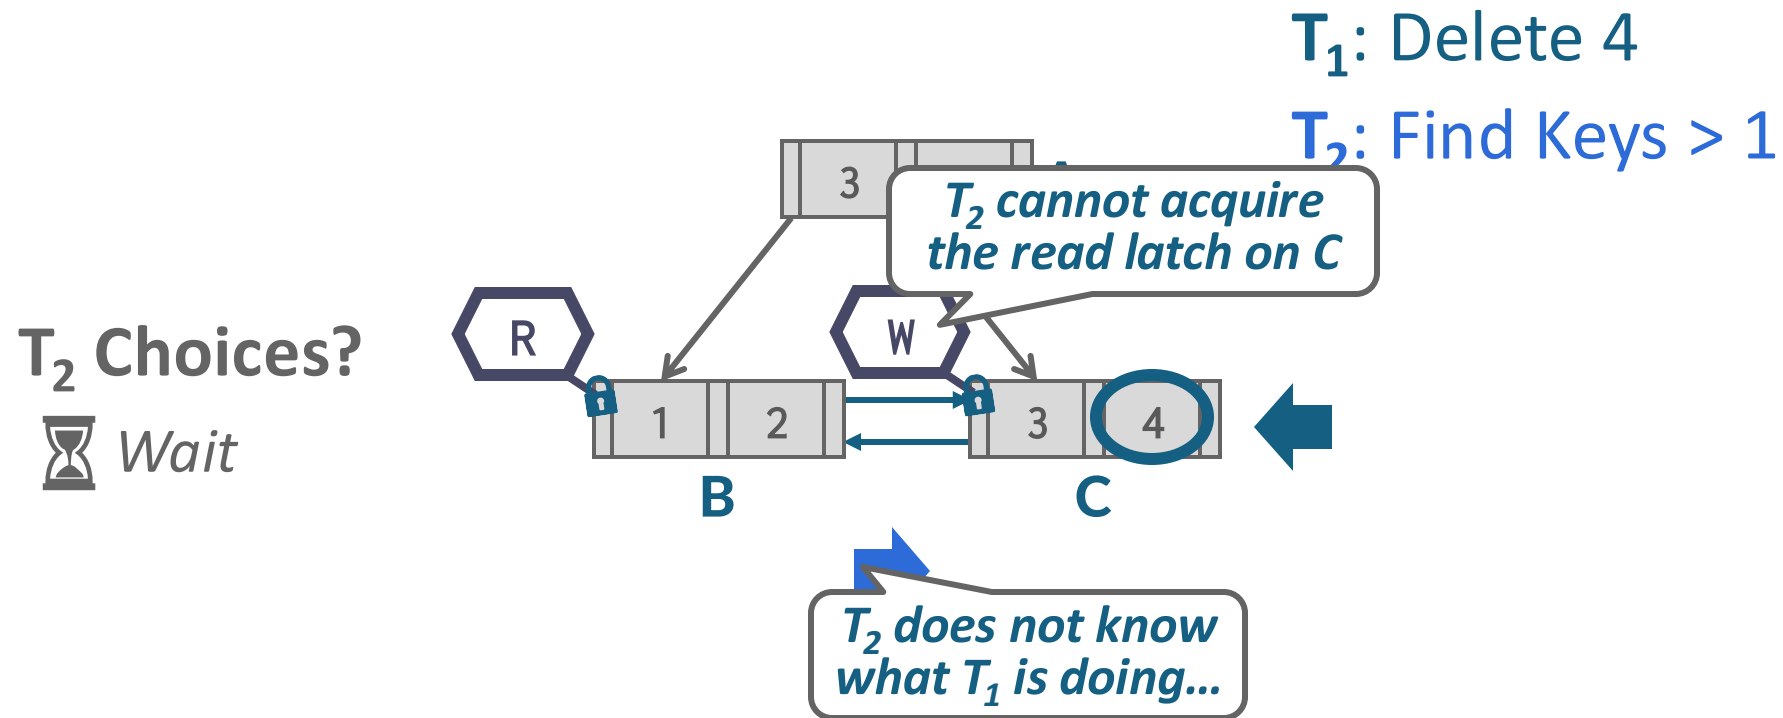 T1: Delete 4
T2: Find Keys > 1
3
T2 cannot acquire
the read latch on C
R
W
T2 Choices?
Wait
1 2
3 4
B
C
T2 does not know
what T1 is doing...